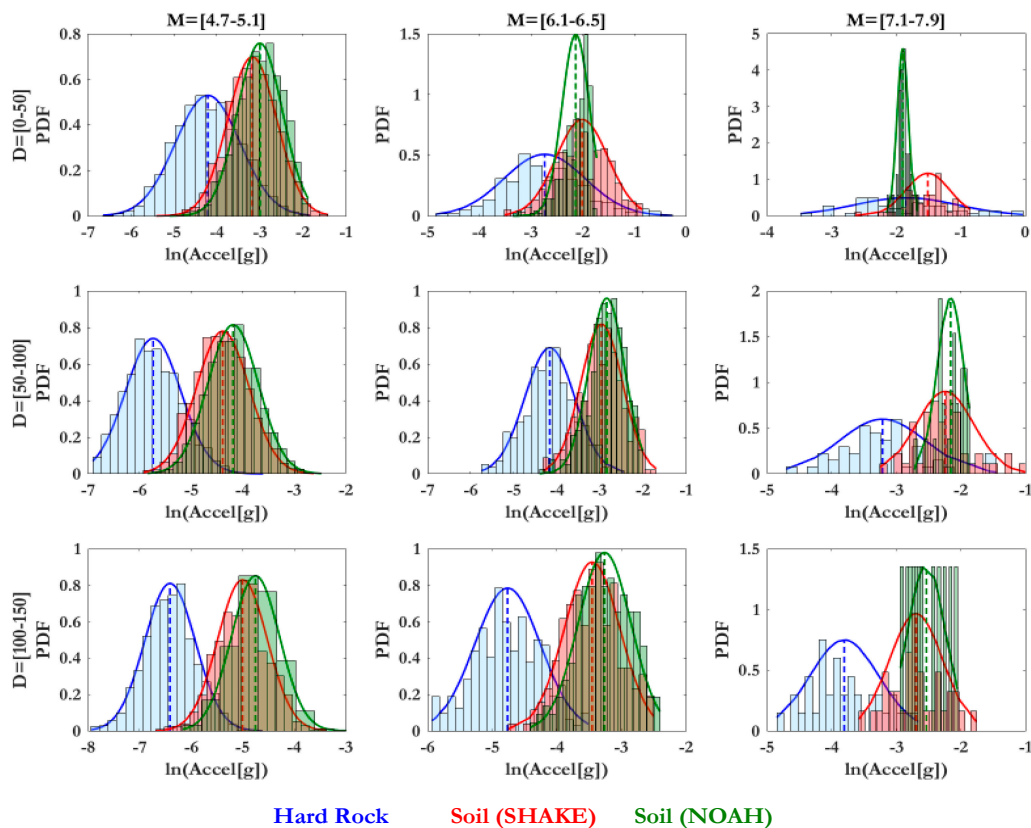 M=[4.7-5.1] M=[6.1-6.5] M=[7.1-7.9]
D=[0-50]
PDF
0.8
0.6
0.4
0.2
0
-7 -6 -5 -4 -3 -2 -1
ln(Accel[g])
PDF
1.5
1
0.5
0
-5 -4 -3 -2 -1 0
ln(Accel[g])
PDF
5
4
3
2
1
0
-4 -3 -2 -1 0
ln(Accel[g])
D=[50-100]
PDF
1
0.8
0.6
0.4
0.2
0
-7 -6 -5 -4 -3 -2
ln(Accel[g])
PDF
1
0.8
0.6
0.4
0.2
0
-6 -5 -4 -3 -2 -1
ln(Accel[g])
PDF
2
1.5
1
0.5
0
-5 -4 -3 -2 -1
ln(Accel[g])
D=[100-150]
PDF
1
0.8
0.6
0.4
0.2
0
-8 -7 -6 -5 -4 -3
ln(Accel[g])
PDF
1
0.8
0.6
0.4
0.2
0
-6 -5 -4 -3 -2
ln(Accel[g])
PDF
1.5
1
0.5
0
-5 -4 -3 -2 -1
ln(Accel[g])
Hard Rock Soil (SHAKE) Soil (NOAH)